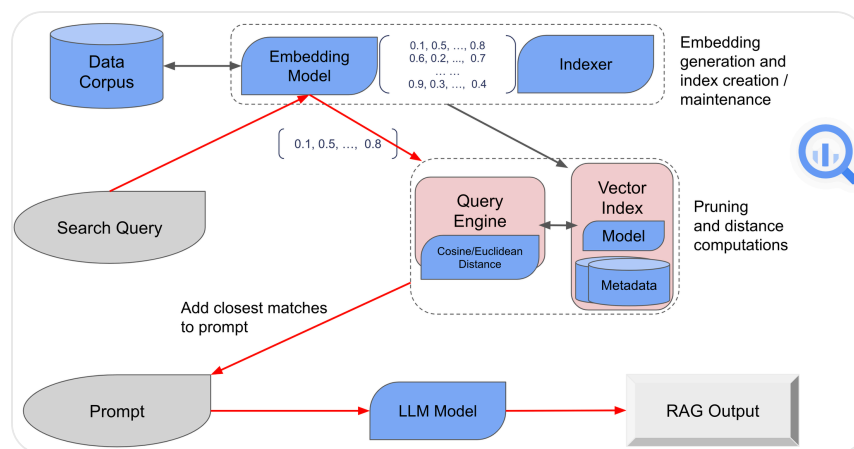 Data
Corpus
Embedding
Model
0.1, 0.5, …, 0.8
0.6, 0.2, …, 0.7
… …
0.9, 0.3, …, 0.4
Indexer
Embedding
generation and
index creation /
maintenance
0.1, 0.5, …, 0.8
Search Query
Query
Engine
Cosine/Euclidean
Distance
Vector
Index
Model
Metadata
Pruning
and distance
computations
Add closest matches
to prompt
Prompt
LLM Model
RAG Output